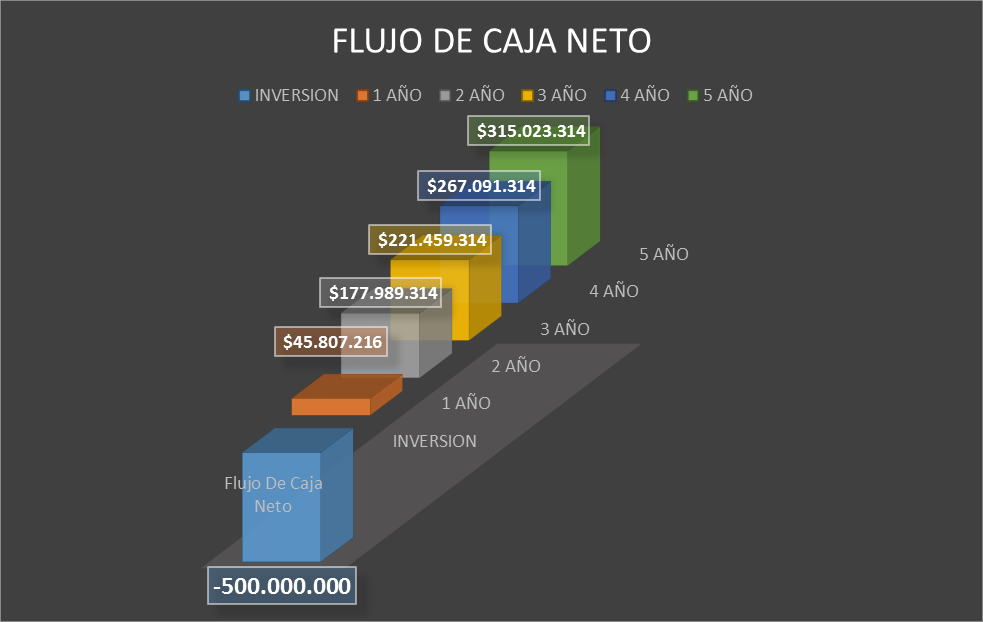 FLUJO DE CAJA NETO
INVERSION 1 AÑO 2 AÑO 3 AÑO 4 AÑO 5 AÑO
$315.023.314
$267.091.314
$221.459.314
$177.989.314
$45.807.216
5 AÑO
4 AÑO
3 AÑO
2 AÑO
1 AÑO
INVERSION
Flujo De Caja
Neto
-500.000.000